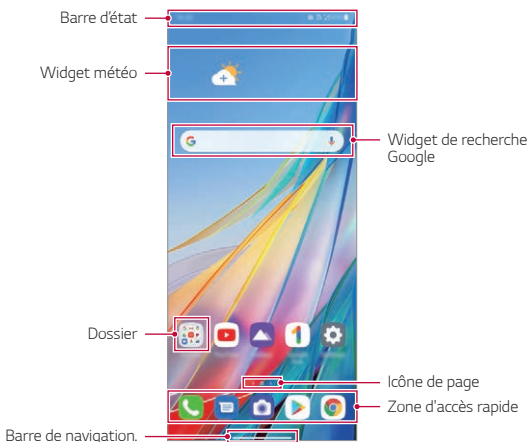 Barre d'état
Widget météo
Widget de recherche
Google
Dossier
Icône de page
Zone d'accès rapide
Barre de navigation.